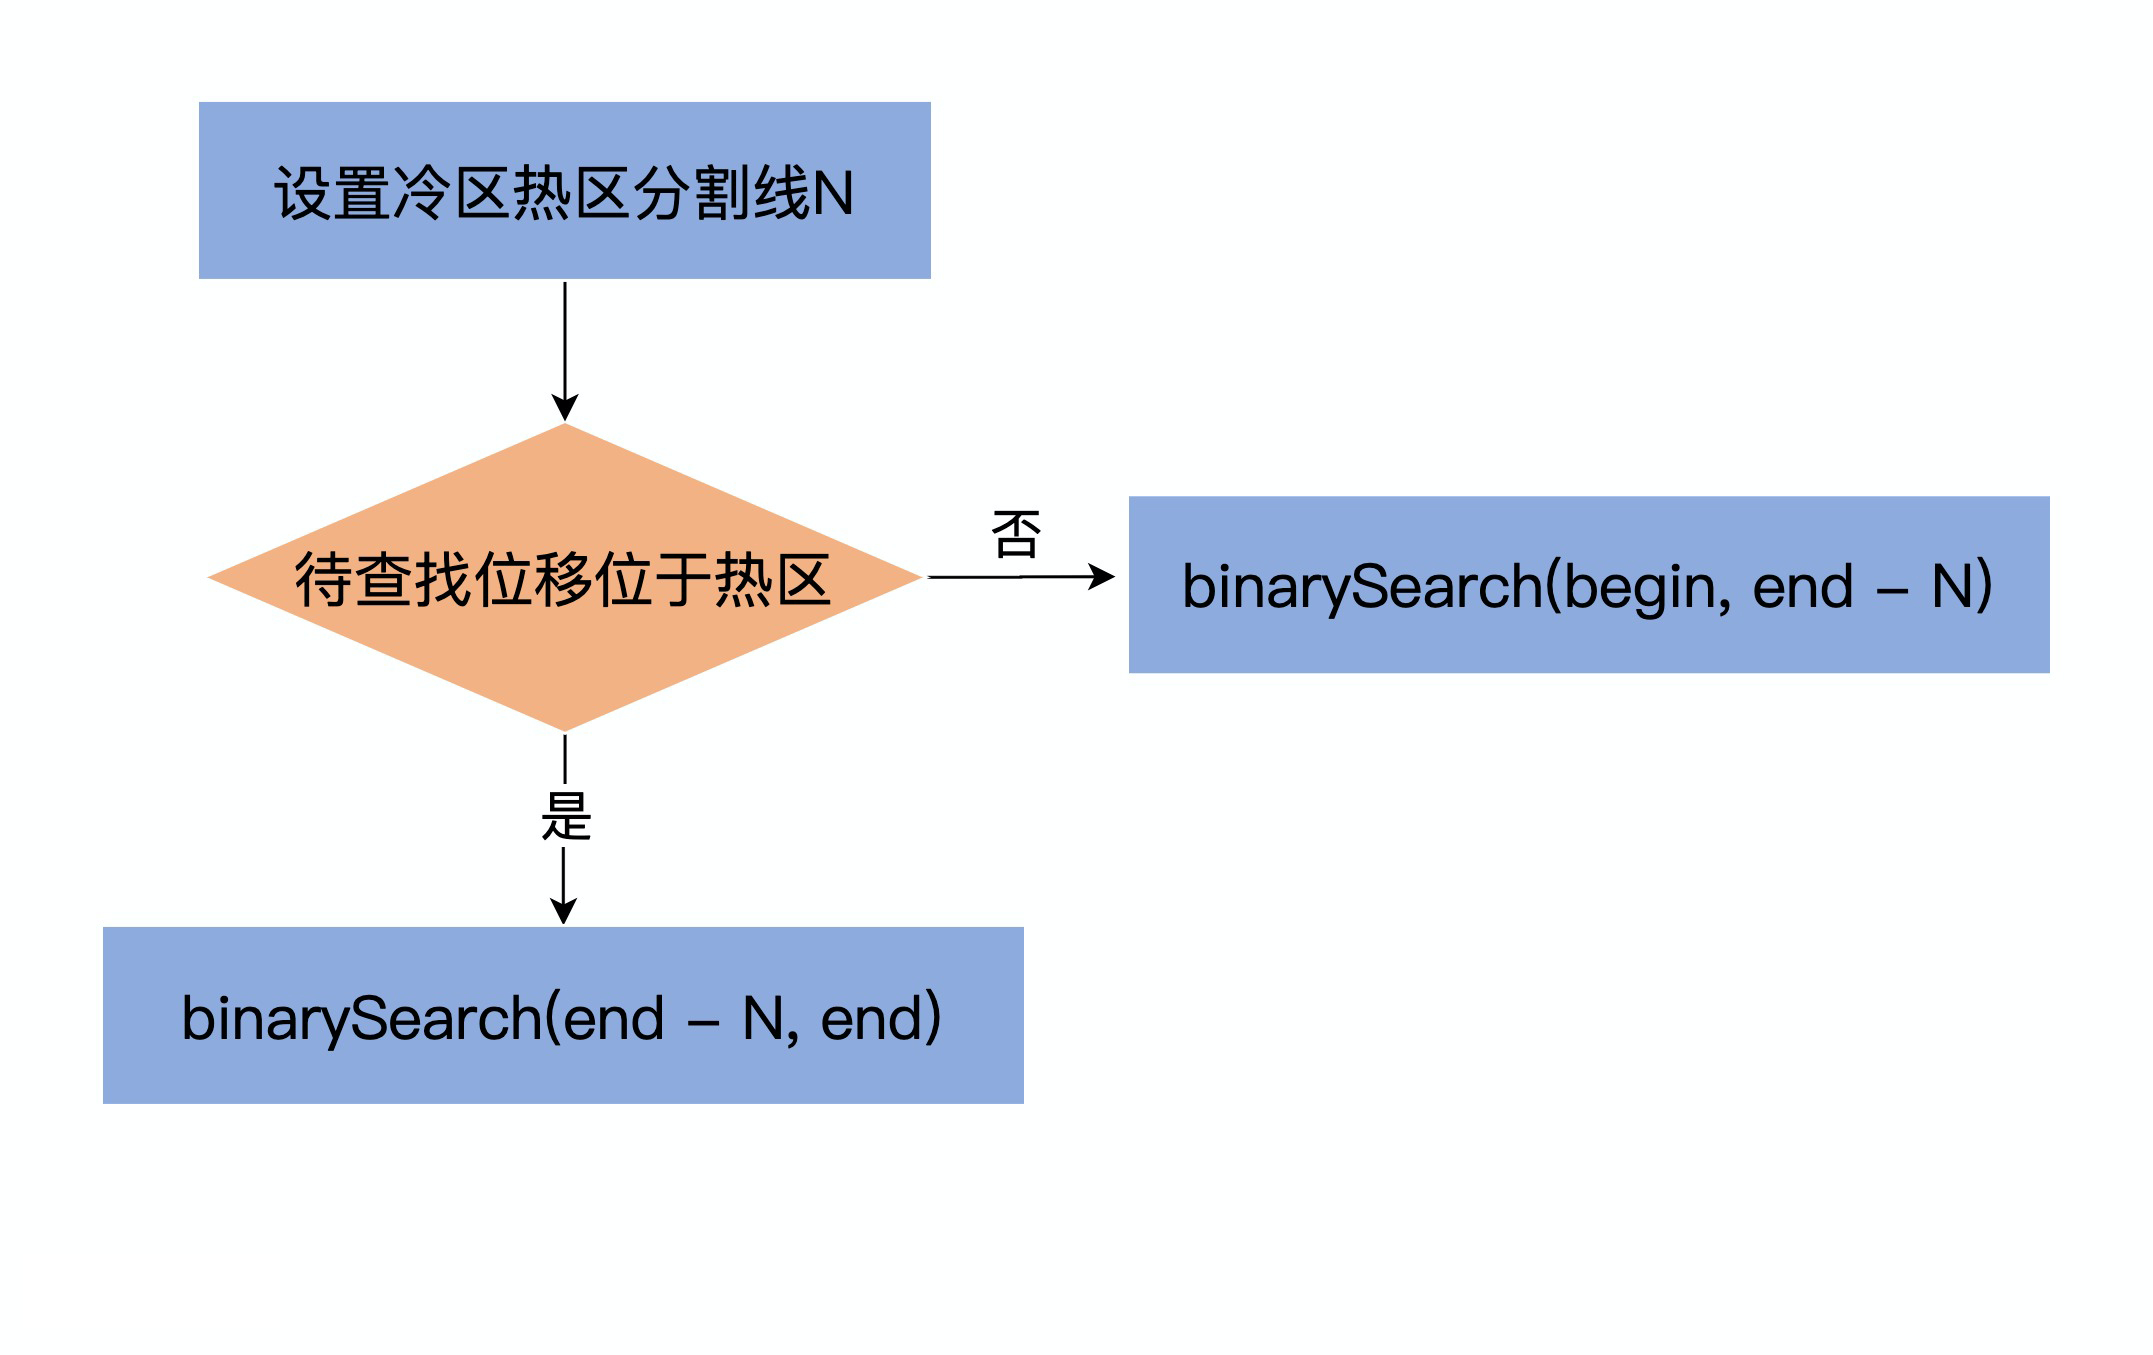 设置冷区热区分割线N
待查找位移位于热区
否
binarySearch(begin, end – N)
是
binarySearch(end – N, end)